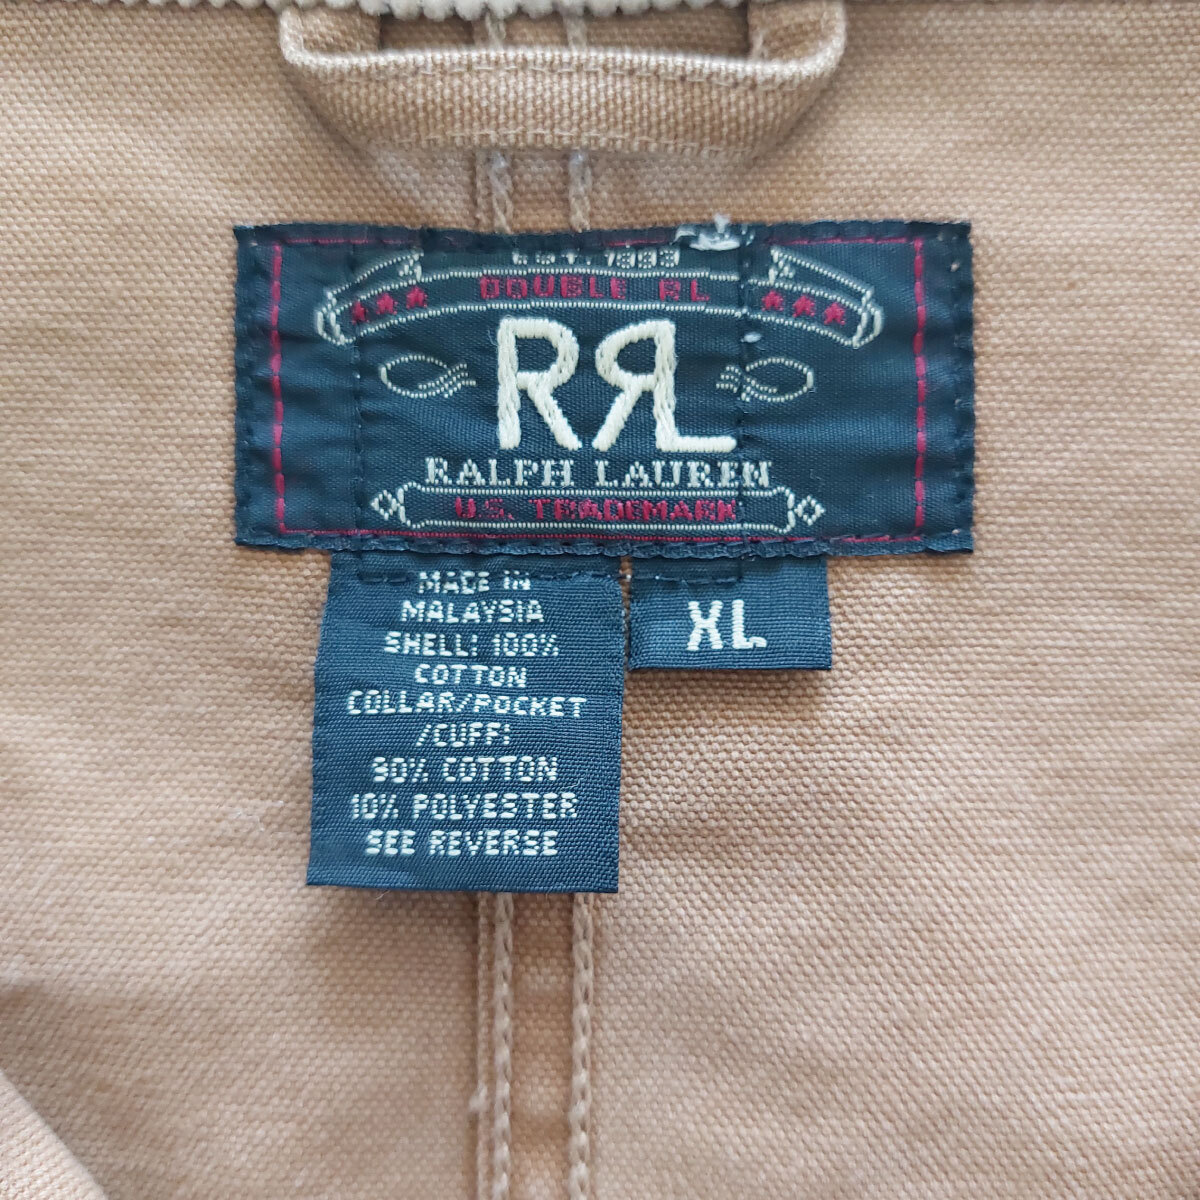 EST. 1993
DOUBLE RL
RRL
RALPH LAUREN
U.S. TRADEMARK
XL
MADE IN
MALAYSIA
SHELL: 100%
COTTON
COLLAR/POCKET
/CUFF:
90% COTTON
10% POLYESTER
SEE REVERSE